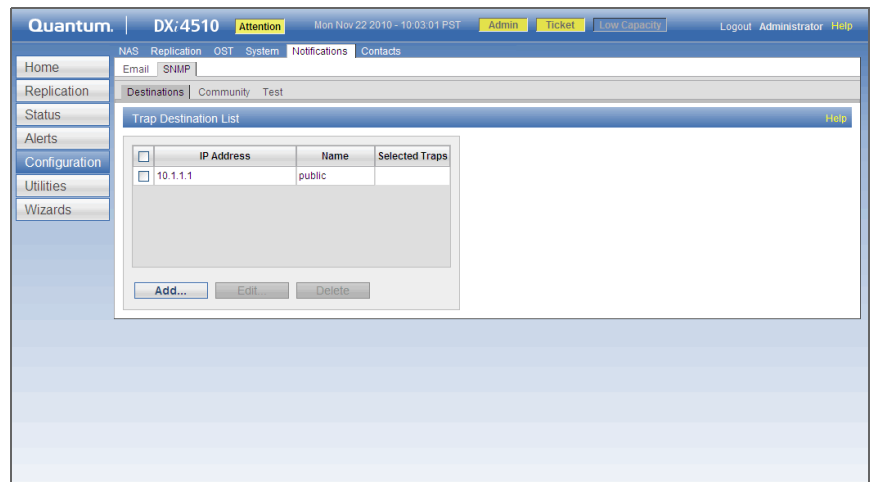 Quantum. DXi4510 Attention Mon Nov 22 2010 - 10:03:01 PST Admin Ticket Low Capacity Logout Administrator Help
NAS Replication OST System Notifications Contacts
Home
Email SNMP
Replication
Destinations Community Test
Status
Trap Destination List Help
Alerts
Configuration
Utilities
Wizards
IP Address Name Selected Traps
10.1.1.1 public
Add... Edit... Delete